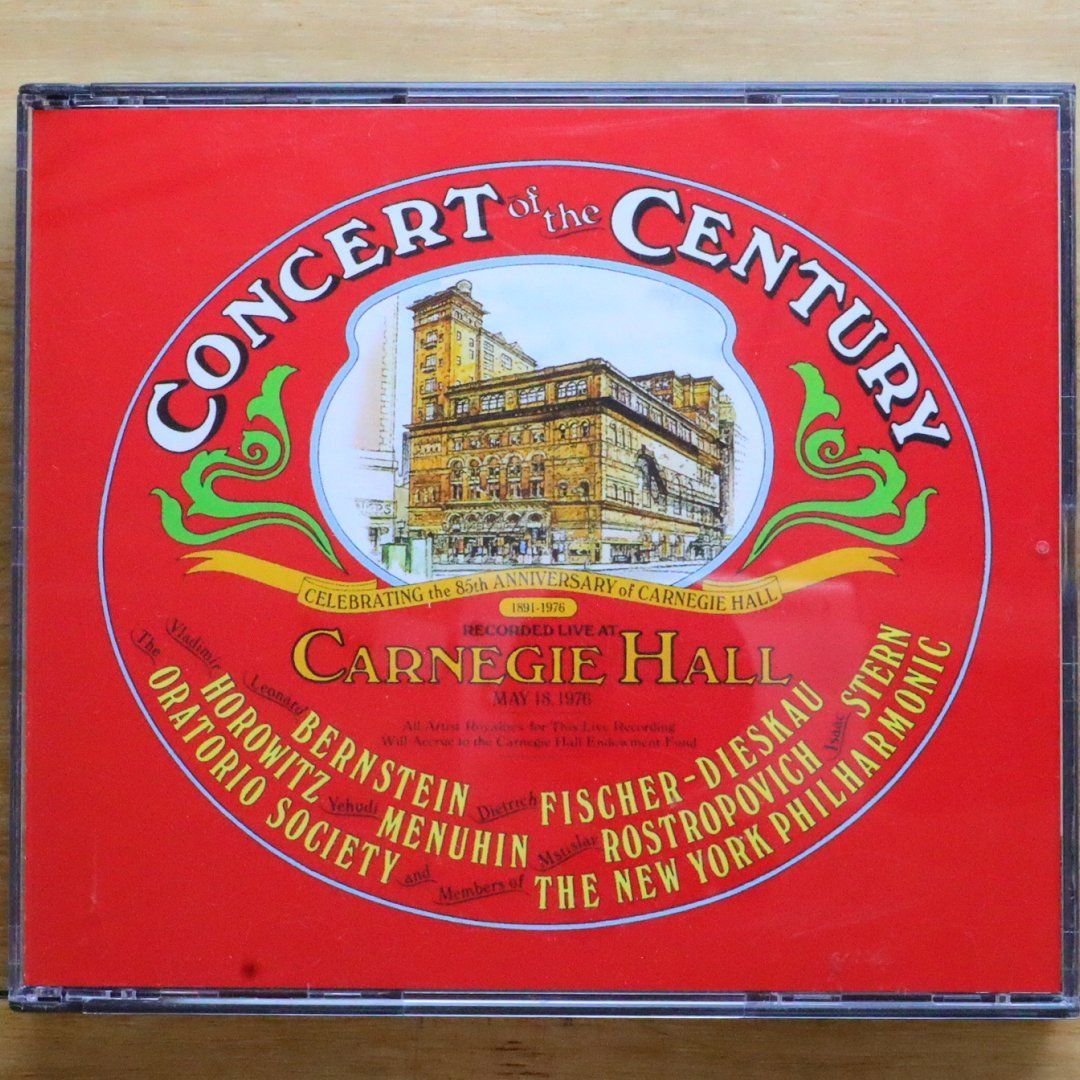 CONCERT of the CENTURY
CELEBRATING the 85th ANNIVERSARY of CARNEGIE HALL
1891-1976
RECORDED LIVE AT
CARNEGIE HALL
MAY 18, 1976
All Artist Royalties for This Live Recording
Will Accrue to the Carnegie Hall Endowment Fund
Leonard BERNSTEIN Dietrich FISCHER-DIESKAU
Vladimir HOROWITZ Yehudi MENUHIN Mstislav ROSTROPOVICH Isaac STERN
The ORATORIO SOCIETY and Members of THE NEW YORK PHILHARMONIC